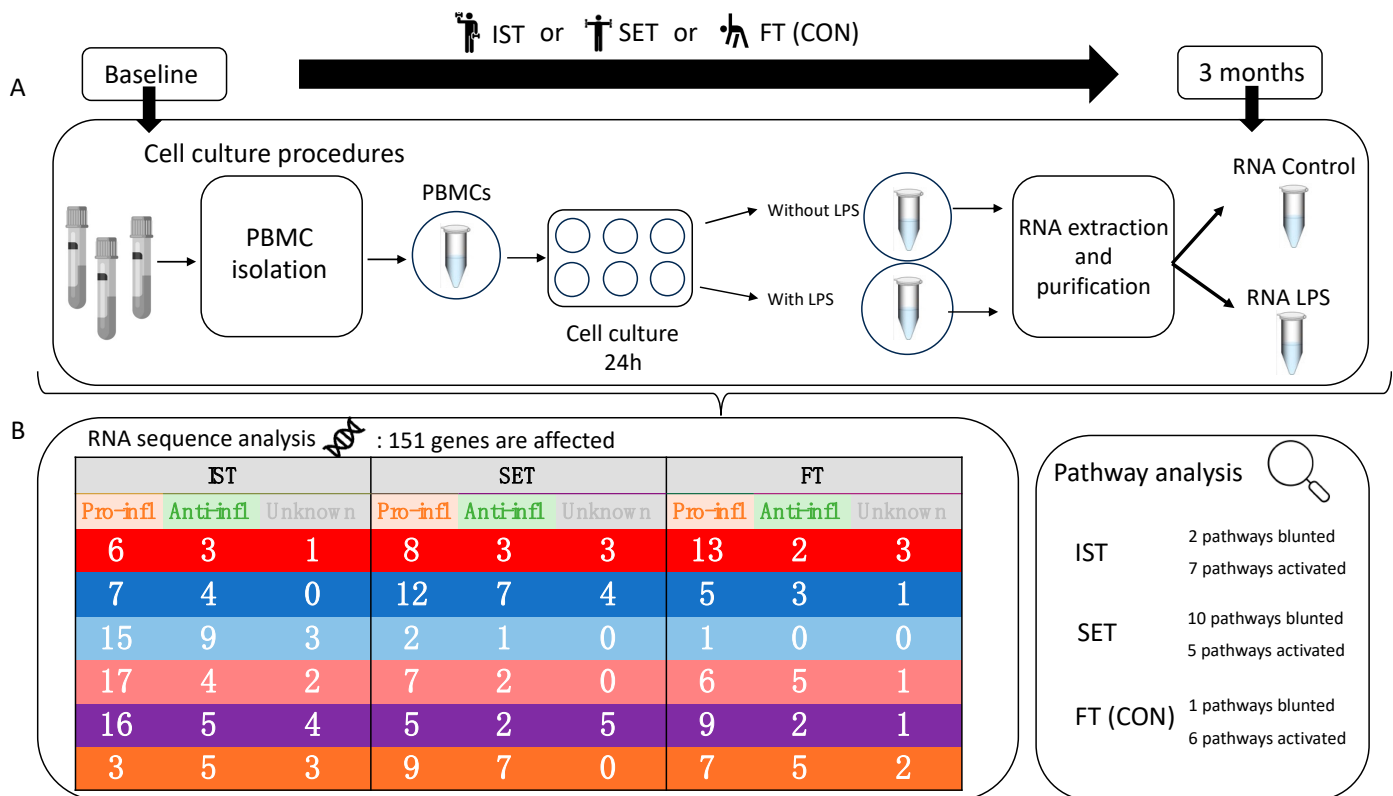 IST or SET or FT (CON)
A
Baseline
3 months
Cell culture procedures
PBMC
isolation
PBMCs
Cell culture
24h
Without LPS
With LPS
RNA extraction
and
purification
RNA Control
RNA LPS
B
RNA sequence analysis : 151 genes are affected
IST SET FT
Pro-infl Anti-infl Unknown Pro-infl Anti-infl Unknown Pro-infl Anti-infl Unknown
6 3 1 8 3 3 13 2 3
7 4 0 12 7 4 5 3 1
15 9 3 2 1 0 1 0 0
17 4 2 7 2 0 6 5 1
16 5 4 5 2 5 9 2 1
3 5 3 9 7 0 7 5 2
Pathway analysis
IST
2 pathways blunted
7 pathways activated
SET
10 pathways blunted
5 pathways activated
FT (CON)
1 pathways blunted
6 pathways activated